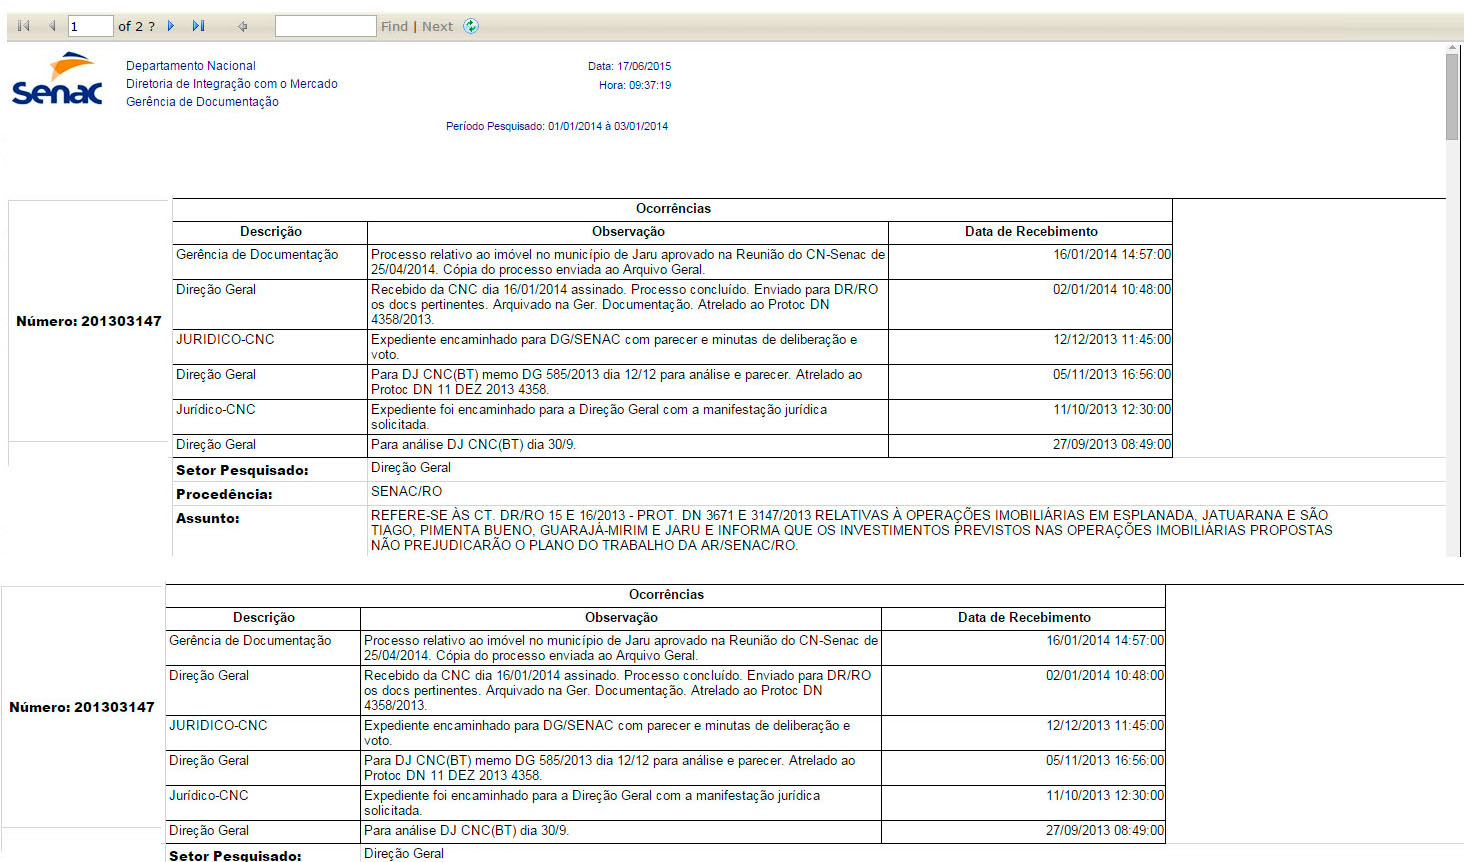 1 of 2 ? Find | Next
Senac
Departamento Nacional
Diretoria de Integração com o Mercado
Gerência de Documentação
Data: 17/06/2015
Hora: 09:37:19
Período Pesquisado: 01/01/2014 à 03/01/2014
Ocorrências
Descrição Observação Data de Recebimento
Gerência de Documentação Processo relativo ao imóvel no município de Jaru aprovado na Reunião do CN-Senac de 16/01/2014 14:57:00
25/04/2014. Cópia do processo enviada ao Arquivo Geral.
Direção Geral Recebido da CNC dia 16/01/2014 assinado. Processo concluído. Enviado para DR/RO 02/01/2014 10:48:00
os docs pertinentes. Arquivado na Ger. Documentação. Atrelado ao Protoc DN
4358/2013.
Número: 201303147
JURIDICO-CNC Expediente encaminhado para DG/SENAC com parecer e minutas de deliberação e 12/12/2013 11:45:00
voto.
Direção Geral Para DJ CNC(BT) memo DG 585/2013 dia 12/12 para análise e parecer. Atrelado ao 05/11/2013 16:56:00
Protoc DN 11 DEZ 2013 4358.
Jurídico-CNC Expediente foi encaminhado para a Direção Geral com a manifestação jurídica 11/10/2013 12:30:00
solicitada.
Direção Geral Para análise DJ CNC(BT) dia 30/9. 27/09/2013 08:49:00
Setor Pesquisado: Direção Geral
Procedência: SENAC/RO
Assunto: REFERE-SE ÀS CT. DR/RO 15 E 16/2013 - PROT. DN 3671 E 3147/2013 RELATIVAS À OPERAÇÕES IMOBILIÁRIAS EM ESPLANADA, JATUARANA E SÃO
TIAGO, PIMENTA BUENO, GUARAJÁ-MIRIM E JARU E INFORMA QUE OS INVESTIMENTOS PREVISTOS NAS OPERAÇÕES IMOBILIÁRIAS PROPOSTAS
NÃO PREJUDICARÃO O PLANO DO TRABALHO DA AR/SENAC/RO.
Ocorrências
Descrição Observação Data de Recebimento
Gerência de Documentação Processo relativo ao imóvel no município de Jaru aprovado na Reunião do CN-Senac de 16/01/2014 14:57:00
25/04/2014. Cópia do processo enviada ao Arquivo Geral.
Direção Geral Recebido da CNC dia 16/01/2014 assinado. Processo concluído. Enviado para DR/RO 02/01/2014 10:48:00
os docs pertinentes. Arquivado na Ger. Documentação. Atrelado ao Protoc DN
4358/2013.
Número: 201303147
JURIDICO-CNC Expediente encaminhado para DG/SENAC com parecer e minutas de deliberação e 12/12/2013 11:45:00
voto.
Direção Geral Para DJ CNC(BT) memo DG 585/2013 dia 12/12 para análise e parecer. Atrelado ao 05/11/2013 16:56:00
Protoc DN 11 DEZ 2013 4358.
Jurídico-CNC Expediente foi encaminhado para a Direção Geral com a manifestação jurídica 11/10/2013 12:30:00
solicitada.
Direção Geral Para análise DJ CNC(BT) dia 30/9. 27/09/2013 08:49:00
Setor Pesquisado: Direção Geral